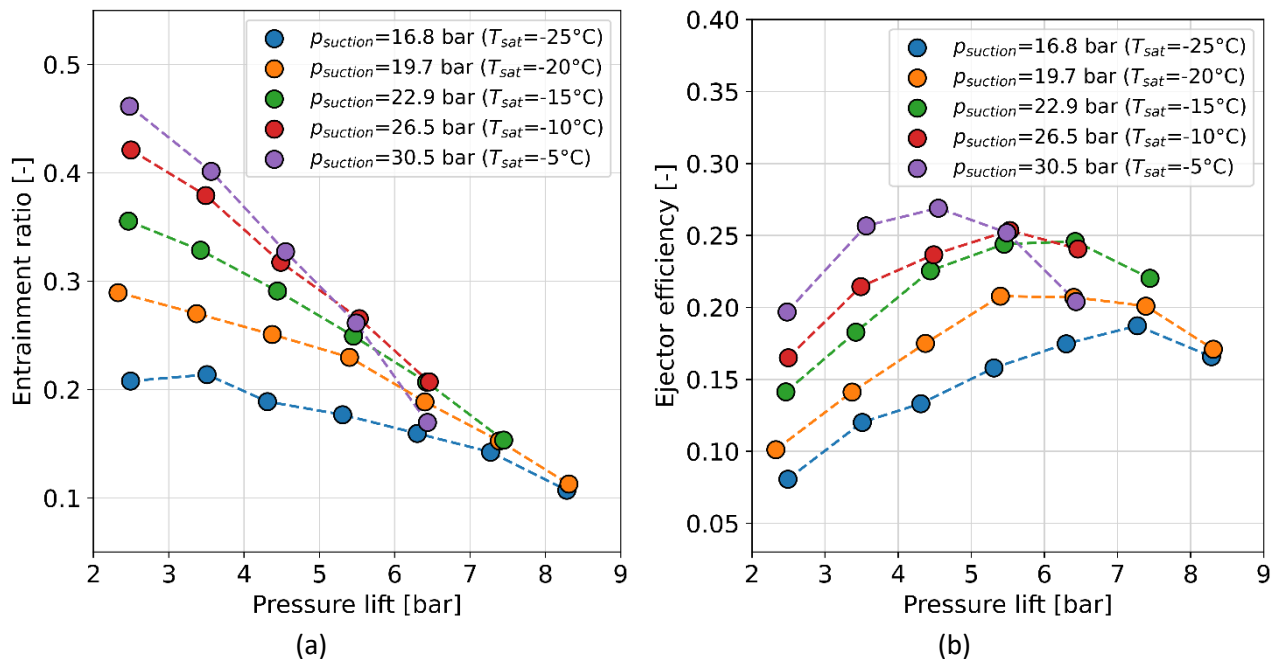 0.5
0.4
0.3
0.2
0.1
Entrainment ratio [-]
p_suction=16.8 bar (T_sat=-25°C)
p_suction=19.7 bar (T_sat=-20°C)
p_suction=22.9 bar (T_sat=-15°C)
p_suction=26.5 bar (T_sat=-10°C)
p_suction=30.5 bar (T_sat=-5°C)
2 3 4 5 6 7 8 9
Pressure lift [bar]
(a)
0.40
0.35
0.30
0.25
0.20
0.15
0.10
0.05
Ejector efficiency [-]
p_suction=16.8 bar (T_sat=-25°C)
p_suction=19.7 bar (T_sat=-20°C)
p_suction=22.9 bar (T_sat=-15°C)
p_suction=26.5 bar (T_sat=-10°C)
p_suction=30.5 bar (T_sat=-5°C)
2 3 4 5 6 7 8 9
Pressure lift [bar]
(b)